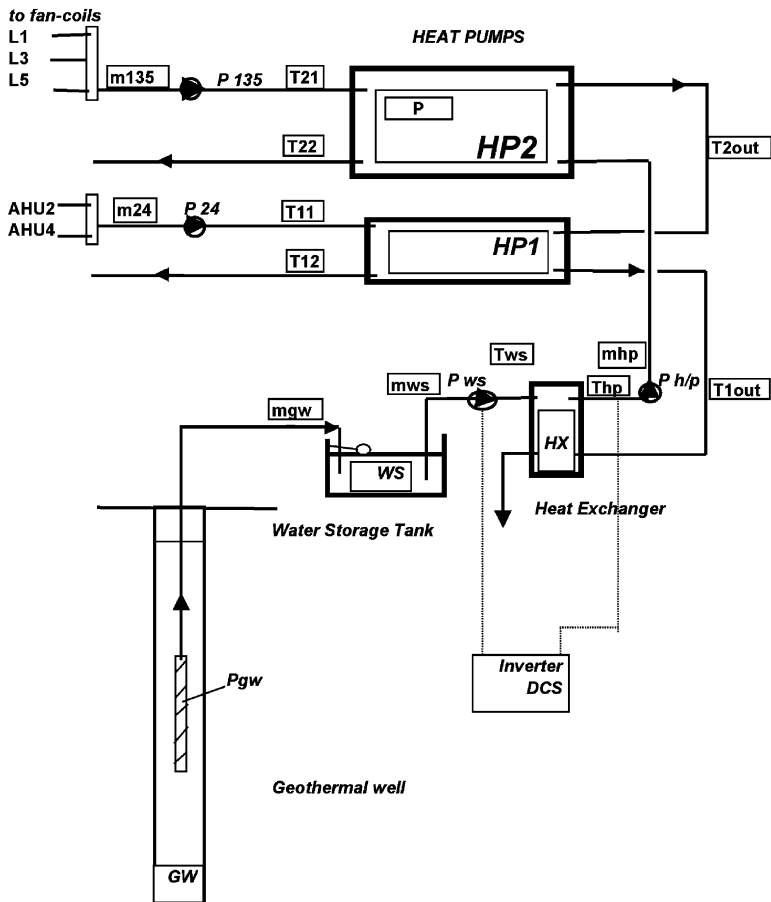 to fan-coils
L1
L3
L5
m135
P 135
T21
HEAT PUMPS
P
HP2
T22
T2out
AHU2
AHU4
m24
P 24
T11
HP1
T12
Tws
mhp
mws
P ws
Thp
P h/p
T1out
mgw
WS
HX
Water Storage Tank
Heat Exchanger
Inverter
DCS
Pgw
Geothermal well
GW